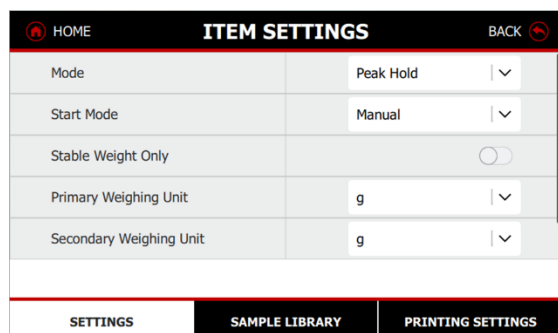 HOME ITEM SETTINGS BACK
Mode Peak Hold
Start Mode Manual
Stable Weight Only
Primary Weighing Unit g
Secondary Weighing Unit g
SETTINGS SAMPLE LIBRARY PRINTING SETTINGS